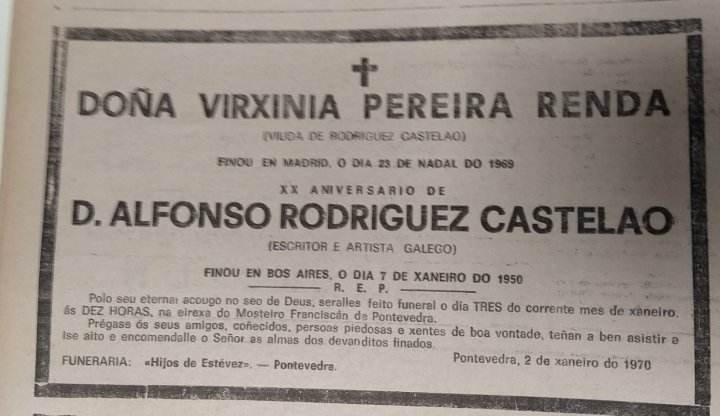 DOÑA VIRXINIA PEREIRA RENDA
(VIUDA DE RODRIGUEZ CASTELAO)
FINOU EN MADRID, O DIA 23 DE NADAL DO 1969
XX ANIVERSARIO DE
D. ALFONSO RODRIGUEZ CASTELAO
(ESCRITOR E ARTISTA GALEGO)
FINOU EN BOS AIRES, O DIA 7 DE XANEIRO DO 1950
R. E. P.
Polo seu eternal acougo no seo de Deus, seralles feito funeral o día TRES do corrente mes de xaneiro,
ás DEZ HORAS, na eirexa do Mosteiro Franciscán de Pontevedra.
Prégase ós seus amigos, coñecidos, persoas piedosas e xentes de boa vontade, teñan a ben asistir a
ise aito e encomendalle o Señor as almas dos devanditos finados.
Pontevedra, 2 de xaneiro do 1970
FUNERARIA: «Hijos de Estévez». — Pontevedra.